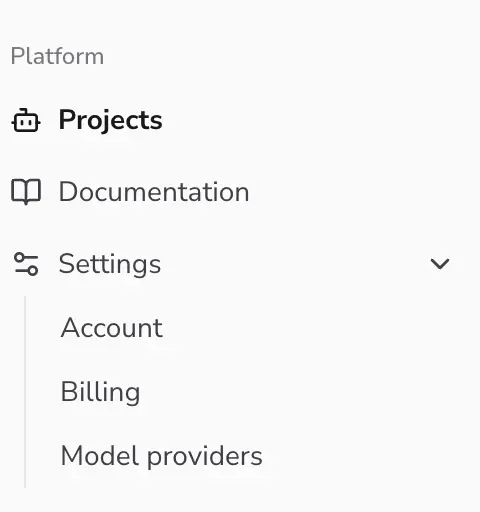 Platform
Projects
Documentation
Settings
Account
Billing
Model providers